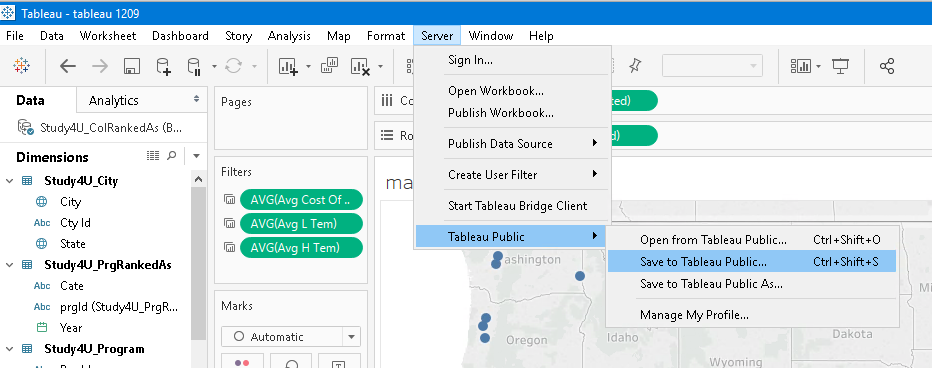 Tableau - tableau 1209
File Data Worksheet Dashboard Story Analysis Map Format Server Window Help
Data Analytics
Study4U_ColRankedAs (B...
Dimensions
Study4U_City
City
Cty Id
State
Study4U_PrgRankedAs
Cate
prgId (Study4U_PrgR...
Year
Study4U_Program
Pages
Filters
AVG(Avg Cost Of ..
AVG(Avg L Tem)
AVG(Avg H Tem)
Marks
Automatic
iii Co
Ro
ma
Sign In...
Open Workbook...
Publish Workbook...
Publish Data Source
Create User Filter
Start Tableau Bridge Client
Tableau Public
Open from Tableau Public... Ctrl+Shift+O
Save to Tableau Public... Ctrl+Shift+S
Save to Tableau Public As...
Manage My Profile...
Washington
Oregon
Idaho
Wyoming
Dakota